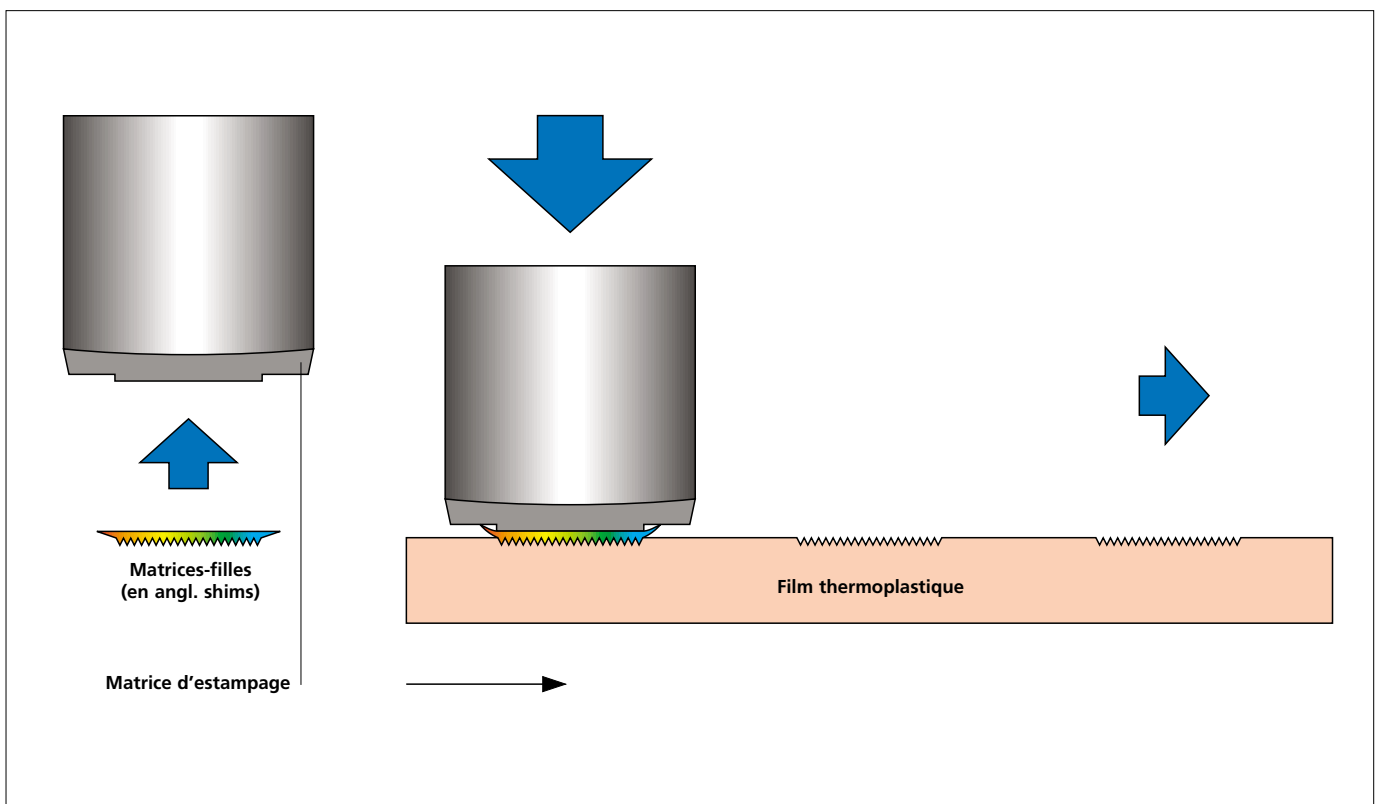 Matrices-filles
(en angl. shims)
Film thermoplastique
Matrice d’estampage